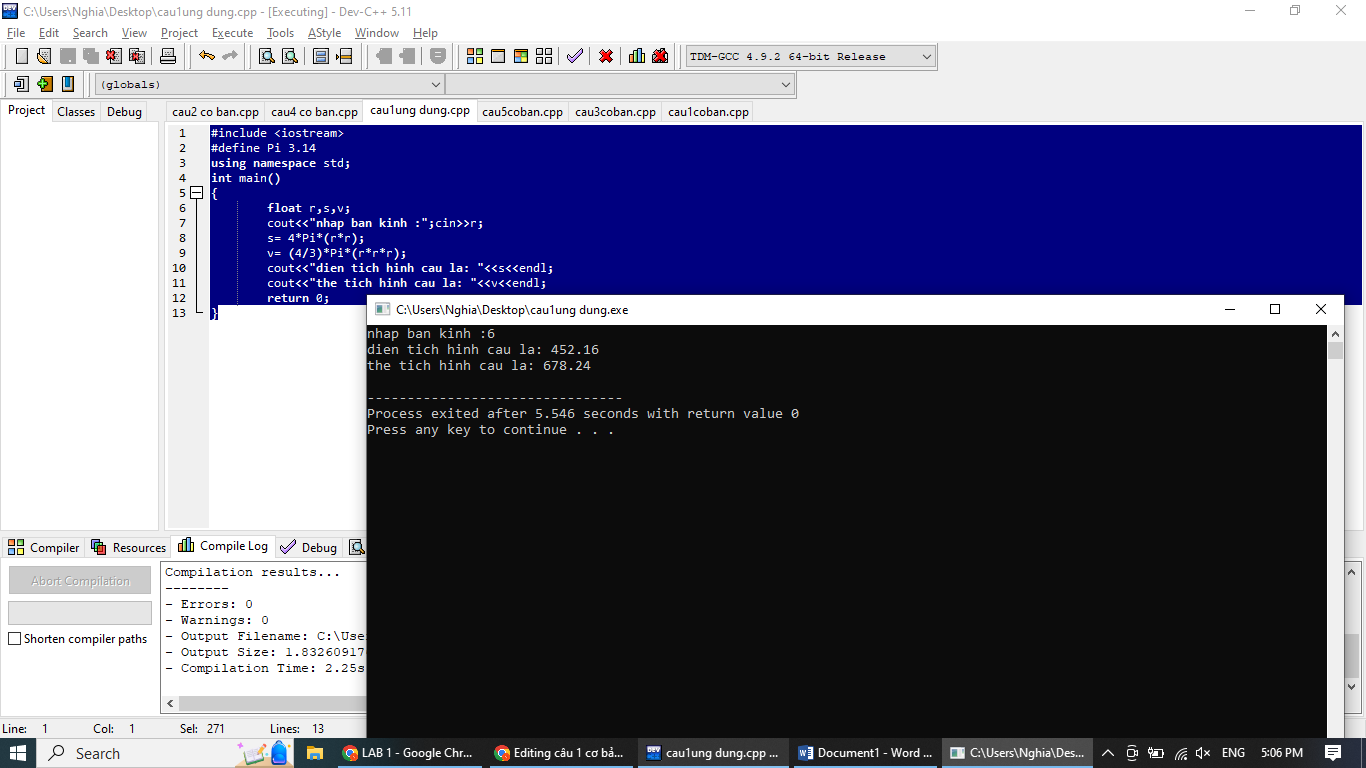 C:\Users\Nghia\Desktop\cau1ung dung.cpp - [Executing] - Dev-C++ 5.11
File Edit Search View Project Execute Tools AStyle Window Help
TDM-GCC 4.9.2 64-bit Release
(globals)
Project Classes Debug
cau2 co ban.cpp cau4 co ban.cpp cau1ung dung.cpp cau5coban.cpp cau3coban.cpp cau1coban.cpp
1 #include <iostream>
2 #define Pi 3.14
3 using namespace std;
4 int main()
5 {
6 float r,s,v;
7 cout<<"nhap ban kinh :";cin>>r;
8 s= 4*Pi*(r*r);
9 v= (4/3)*Pi*(r*r*r);
10 cout<<"dien tich hinh cau la: "<<s<<endl;
11 cout<<"the tich hinh cau la: "<<v<<endl;
12 return 0;
13 }
C:\Users\Nghia\Desktop\cau1ung dung.exe
nhap ban kinh :6
dien tich hinh cau la: 452.16
the tich hinh cau la: 678.24
--------------------------------
Process exited after 5.546 seconds with return value 0
Press any key to continue . . .
Compiler Resources Compile Log Debug
Abort Compilation
Shorten compiler paths
Compilation results...
--------
- Errors: 0
- Warnings: 0
- Output Filename: C:\Use
- Output Size: 1.8326091
- Compilation Time: 2.25s
Line: 1 Col: 1 Sel: 271 Lines: 13
Search
LAB 1 - Google Chr...
Editing câu 1 cơ bả...
cau1ung dung.cpp ...
Document1 - Word ...
C:\Users\Nghia\Des...
ENG 5:06 PM